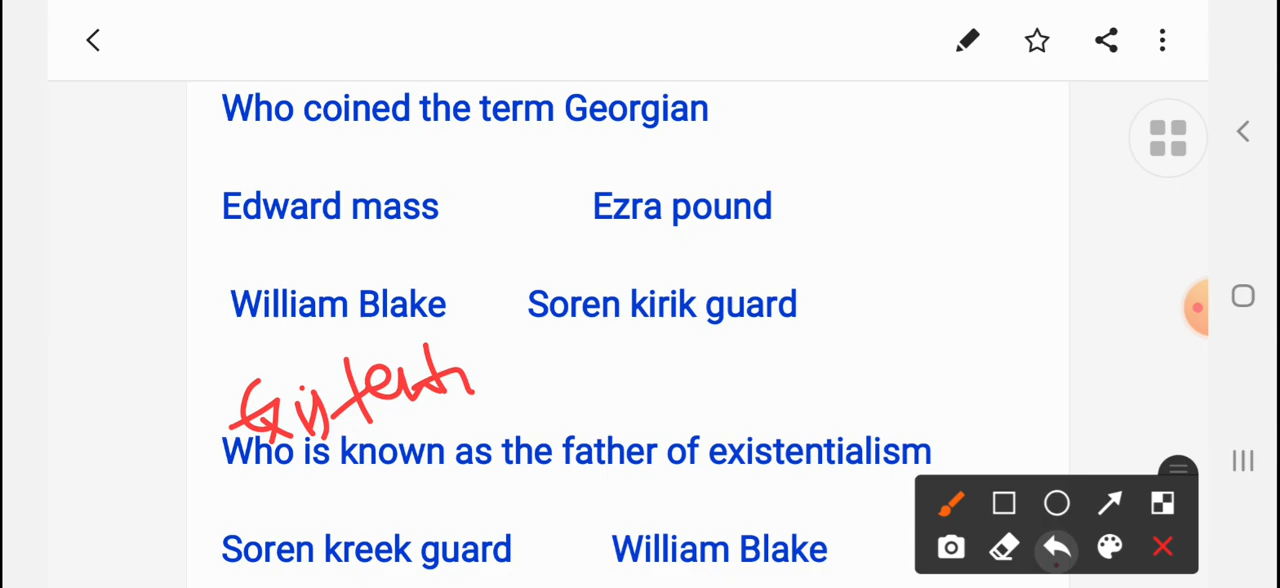 Who coined the term Georgian
Edward mass Ezra pound
William Blake Soren kirik guard
Existent
Who is known as the father of existentialism
Soren kreek guard William Blake